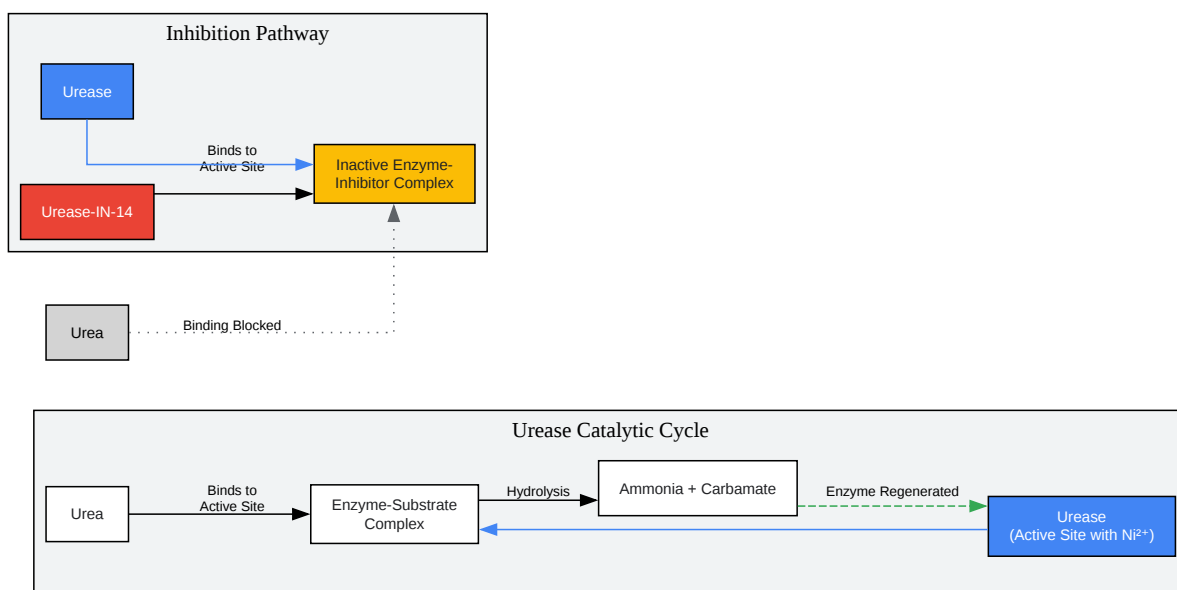 Inhibition Pathway
Urease
Binds to
Active Site
Inactive Enzyme-
Inhibitor Complex
Urease-IN-14
Urea
Binding Blocked
Urease Catalytic Cycle
Urea
Binds to
Active Site
Enzyme-Substrate
Complex
Hydrolysis
Ammonia + Carbamate
Enzyme Regenerated
Urease
(Active Site with Ni²⁺)